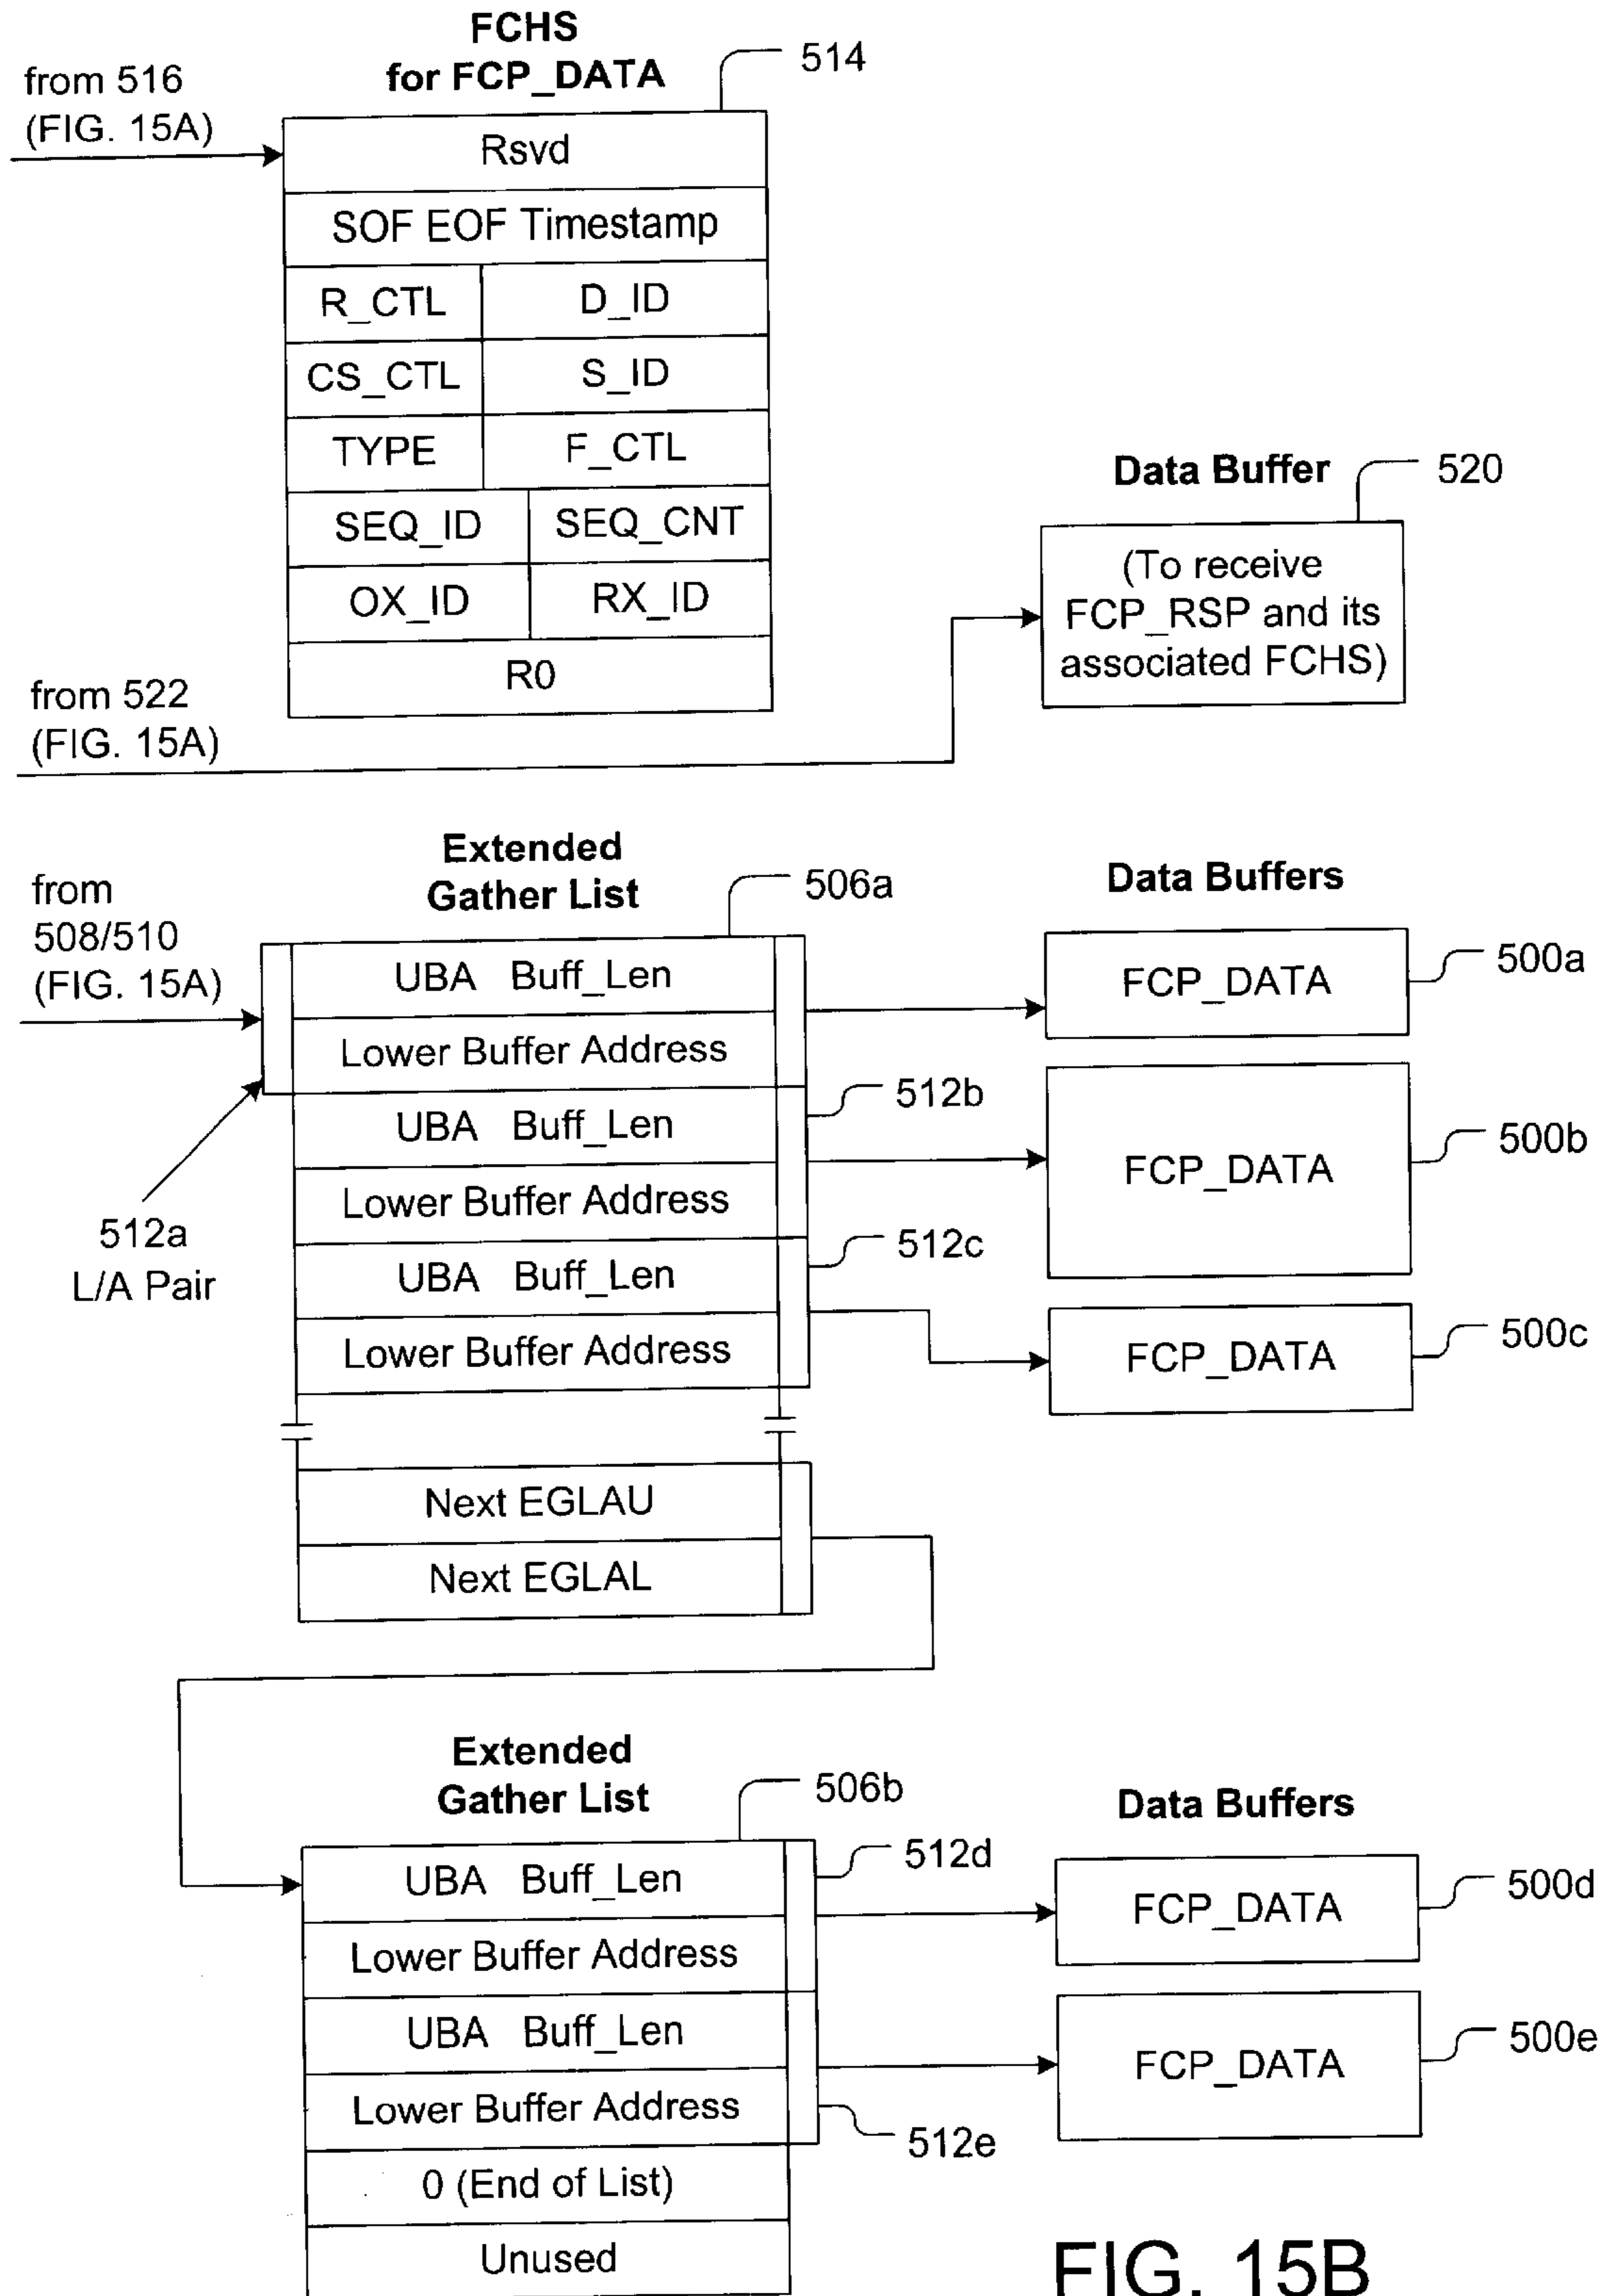 FCHS
for FCP_DATA
514
from 516
(FIG. 15A)
Rsvd
SOF EOF Timestamp
R_CTL D_ID
CS_CTL S_ID
TYPE F_CTL
SEQ_ID SEQ_CNT
OX_ID RX_ID
R0
Data Buffer
520
(To receive
FCP_RSP and its
associated FCHS)
from 522
(FIG. 15A)
Extended
Gather List
506a
Data Buffers
from
508/510
(FIG. 15A)
UBA Buff_Len
Lower Buffer Address
FCP_DATA
500a
512a
L/A Pair
512b
UBA Buff_Len
Lower Buffer Address
FCP_DATA
500b
512c
UBA Buff_Len
Lower Buffer Address
FCP_DATA
500c
Next EGLAU
Next EGLAL
Extended
Gather List
506b
Data Buffers
UBA Buff_Len
512d
Lower Buffer Address
FCP_DATA
500d
UBA Buff_Len
Lower Buffer Address
512e
FCP_DATA
500e
0 (End of List)
Unused
FIG. 15B